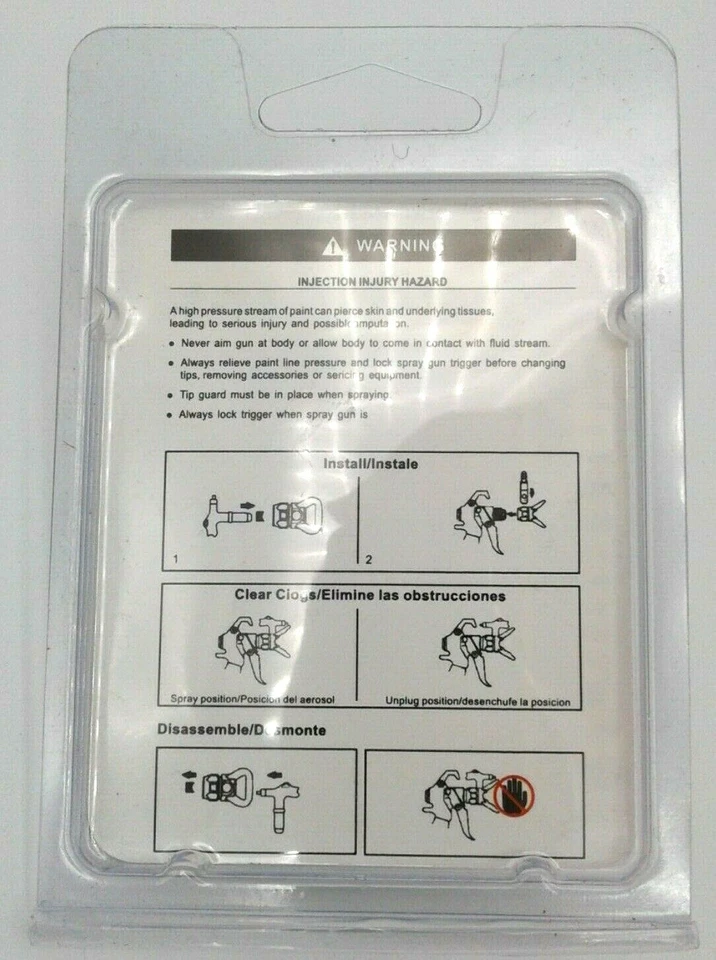 WARNING
INJECTION INJURY HAZARD
A high pressure stream of paint can pierce skin and underlying tissues,
leading to serious injury and possible amputation.
• Never aim gun at body or allow body to come in contact with fluid stream.
• Always relieve paint line pressure and lock spray gun trigger before changing
tips, removing accessories or equipment.
• Tip guard must be in place when spraying.
• Always lock trigger when spray gun is
Install/Instale
1
2
Clear Clogs/Elimine las obstrucciones
Spray position/Posicion del aerosol
Unplug position/desenchufe la posicion
Disassemble/Desmonte